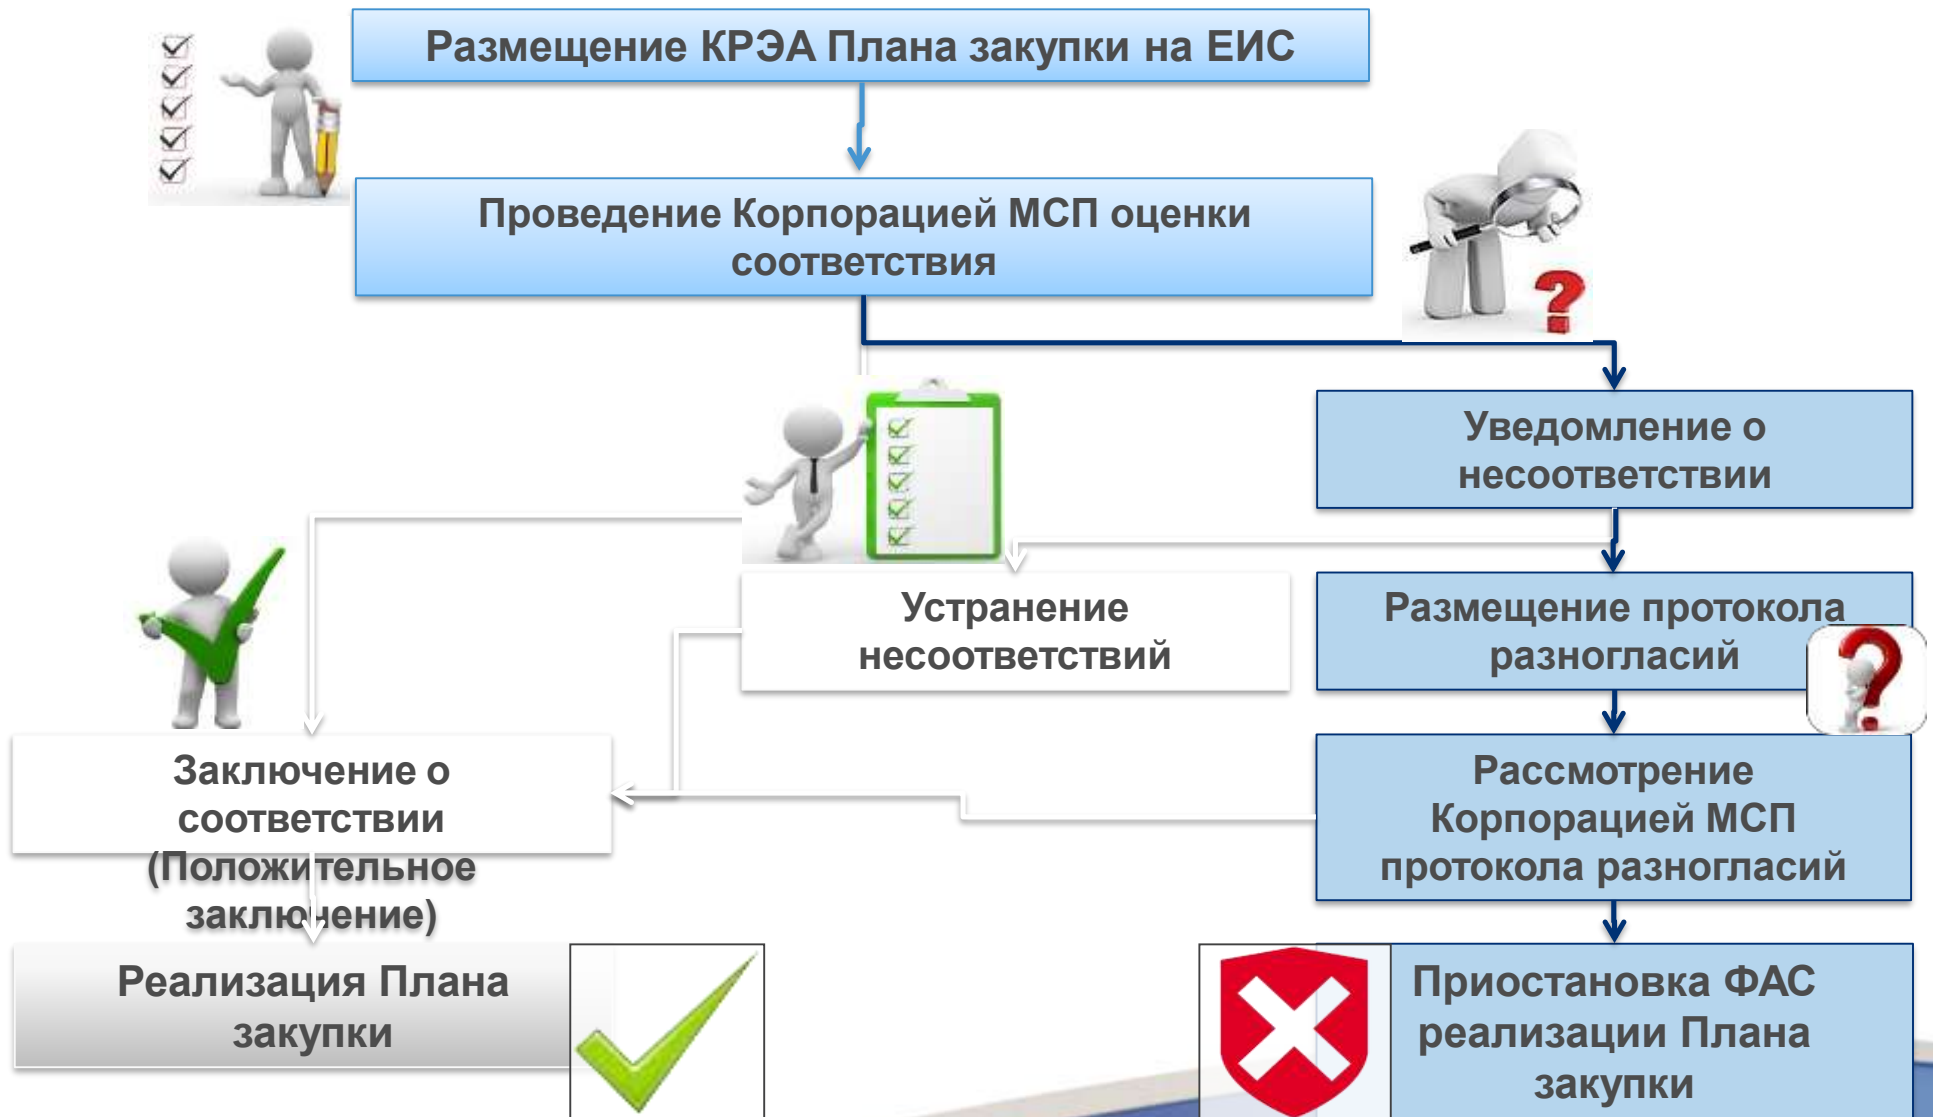 Размещение КРЭА Плана закупки на ЕИС
Проведение Корпорацией МСП оценки
соответствия
Уведомление о
несоответствии
Устранение
несоответствий
Размещение протокола
разногласий
Заключение о
соответствии
(Положительное
заключение)
Рассмотрение
Корпорацией МСП
протокола разногласий
Реализация Плана
закупки
Приостановка ФАС
реализации Плана
закупки